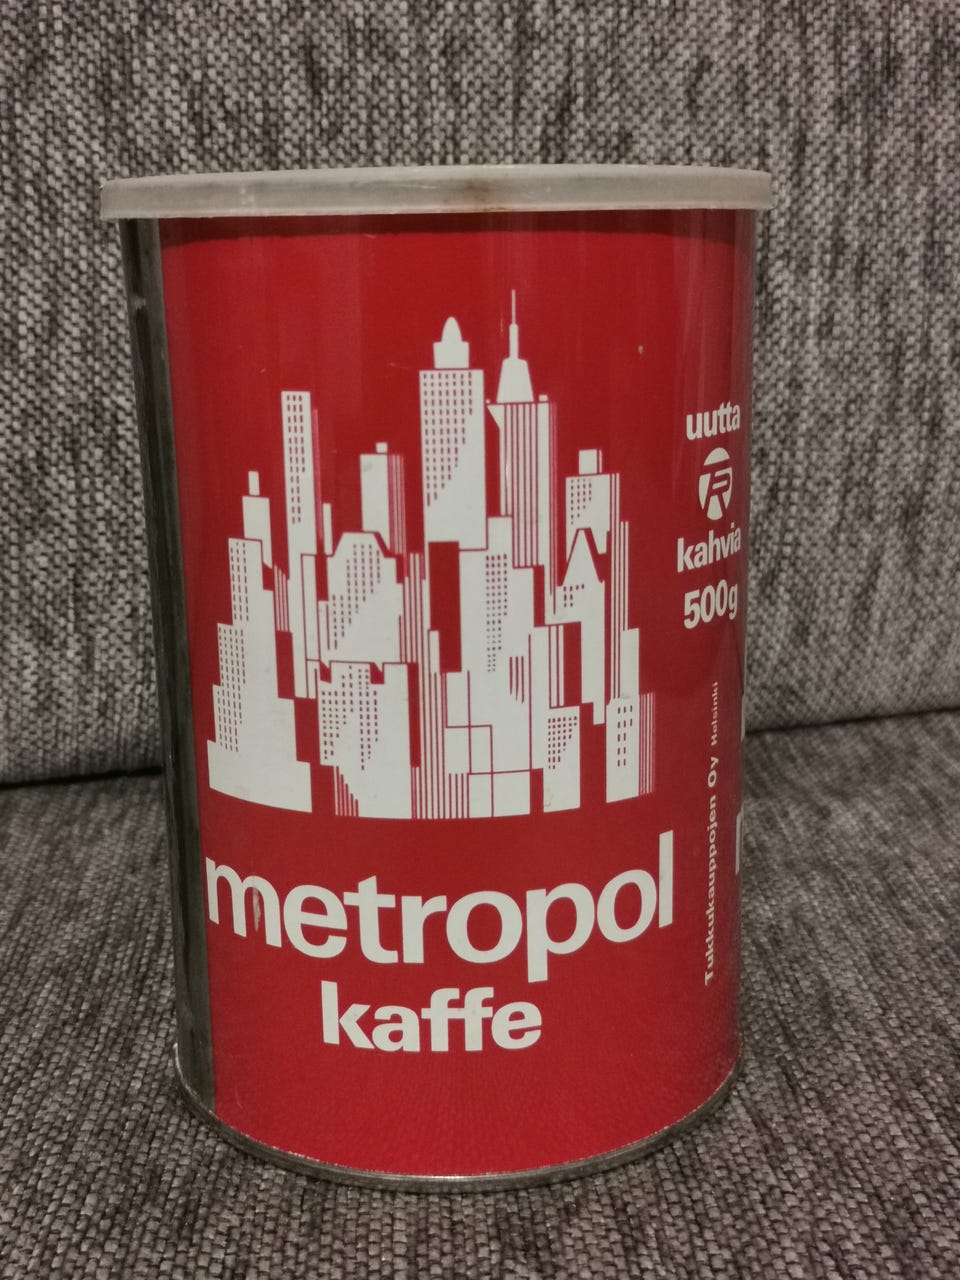 metropol
kaffe
uutta
R
kahvia
500g
Tukkukauppojen Oy Helsinki